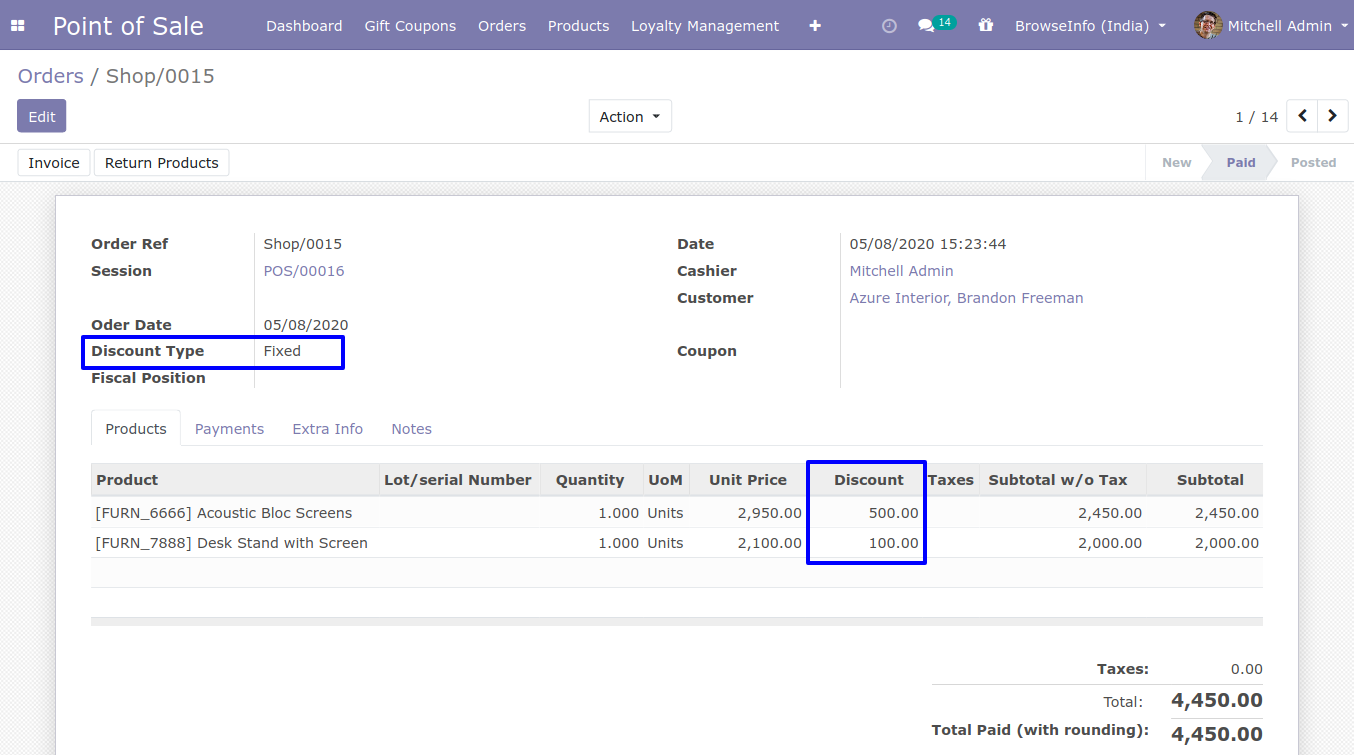 Point of Sale Dashboard Gift Coupons Orders Products Loyalty Management 14 BrowseInfo (India) Mitchell Admin
Orders / Shop/0015
Edit Action 1 / 14
Invoice Return Products New Paid Posted
Order Ref Shop/0015 Date 05/08/2020 15:23:44
Session POS/00016 Cashier Mitchell Admin
Customer Azure Interior, Brandon Freeman
Oder Date 05/08/2020
Discount Type Fixed Coupon
Fiscal Position
Products Payments Extra Info Notes
Product Lot/serial Number Quantity UoM Unit Price Discount Taxes Subtotal w/o Tax Subtotal
[FURN_6666] Acoustic Bloc Screens 1.000 Units 2,950.00 500.00 2,450.00 2,450.00
[FURN_7888] Desk Stand with Screen 1.000 Units 2,100.00 100.00 2,000.00 2,000.00
Taxes: 0.00
Total: 4,450.00
Total Paid (with rounding): 4,450.00